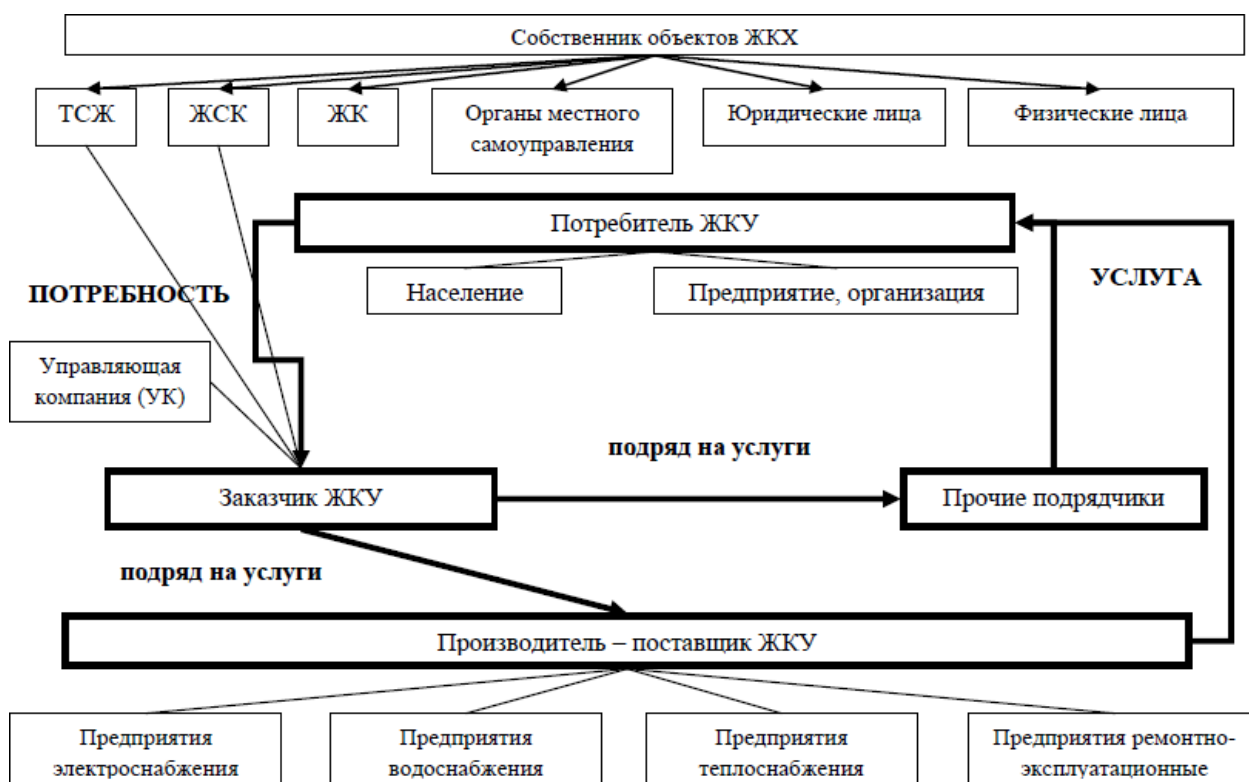 Собственник объектов ЖКХ
ТСЖ
ЖСК
ЖК
Органы местного
самоуправления
Юридические лица
Физические лица
Потребитель ЖКУ
Население
Предприятие, организация
ПОТРЕБНОСТЬ
УСЛУГА
Управляющая
компания (УК)
подряд на услуги
Заказчик ЖКУ
Прочие подрядчики
подряд на услуги
Производитель – поставщик ЖКУ
Предприятия
электроснабжения
Предприятия
водоснабжения
Предприятия
теплоснабжения
Предприятия ремонтно-
эксплуатационные